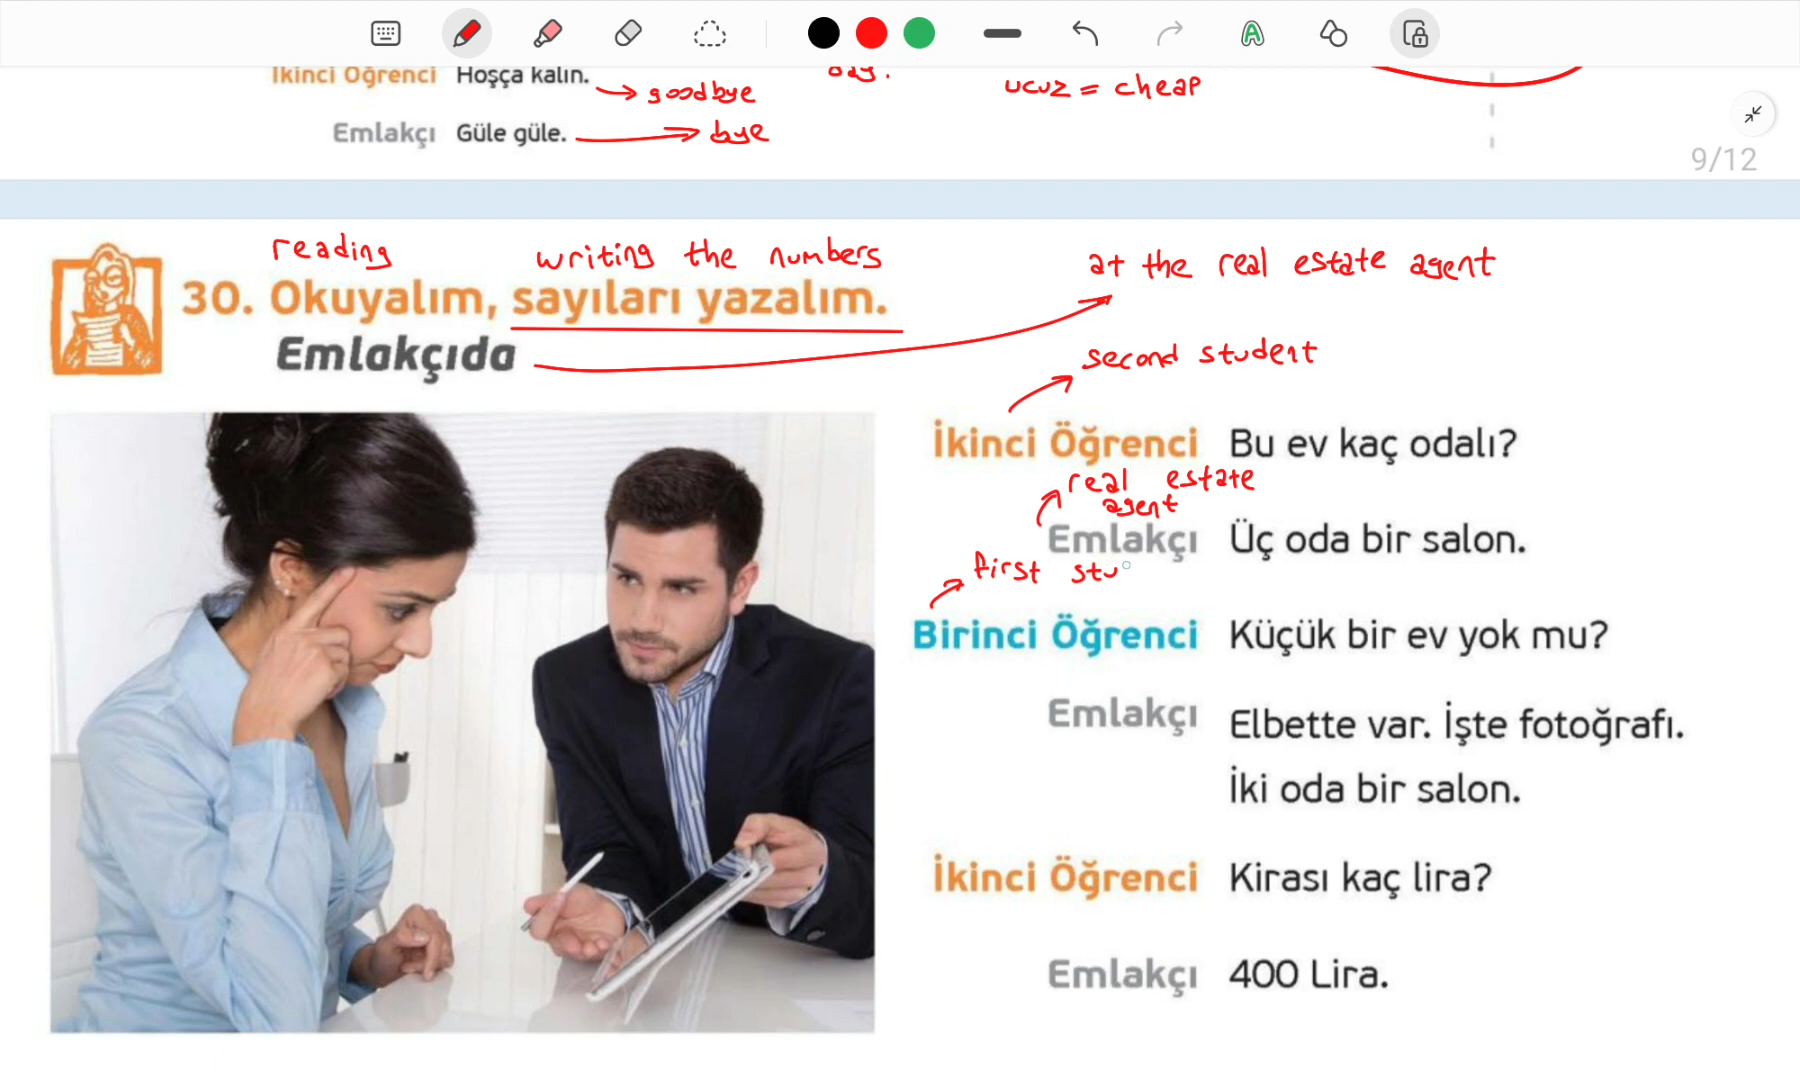 İkinci Öğrenci Hoşça kalın.
goodbye
ucuz = cheap
Emlakçı Güle güle.
bye
9/12
reading
writing the numbers
at the real estate agent
30. Okuyalım, sayıları yazalım.
Emlakçıda
second student
İkinci Öğrenci Bu ev kaç odalı?
real estate
agent
Emlakçı Üç oda bir salon.
first stu
Birinci Öğrenci Küçük bir ev yok mu?
Emlakçı Elbette var. İşte fotoğrafı.
İki oda bir salon.
İkinci Öğrenci Kirası kaç lira?
Emlakçı 400 Lira.